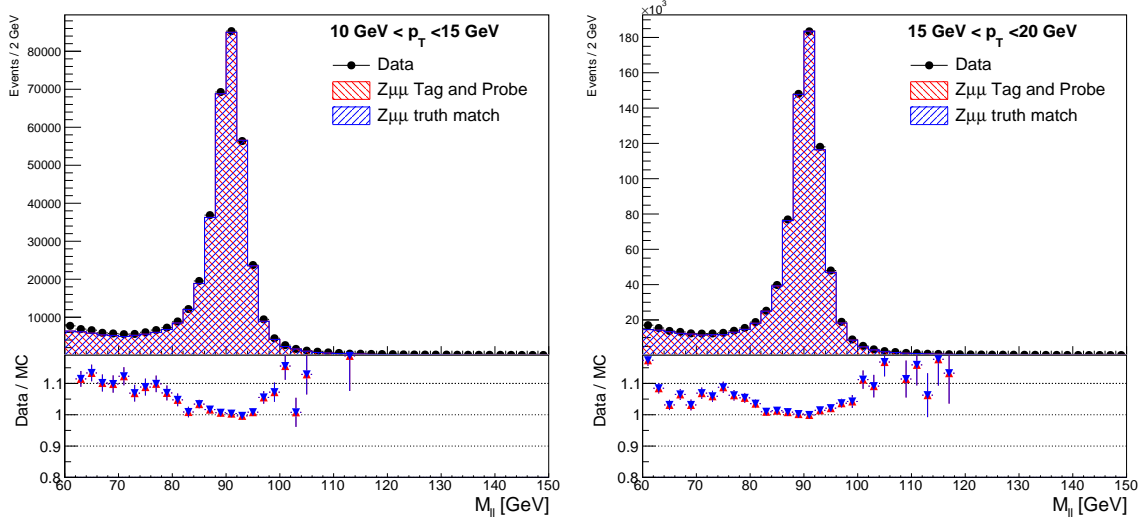 Events / 2 GeV
10 GeV < p_T <15 GeV
Data
Zμμ Tag and Probe
Zμμ truth match
80000
70000
60000
50000
40000
30000
20000
10000
Data / MC
1.1
1
0.9
0.8
60 70 80 90 100 110 120 130 140 150
M_ll [GeV]
Events / 2 GeV
×10³
15 GeV < p_T <20 GeV
Data
Zμμ Tag and Probe
Zμμ truth match
180
160
140
120
100
80
60
40
20
Data / MC
1.1
1
0.9
0.8
60 70 80 90 100 110 120 130 140 150
M_ll [GeV]